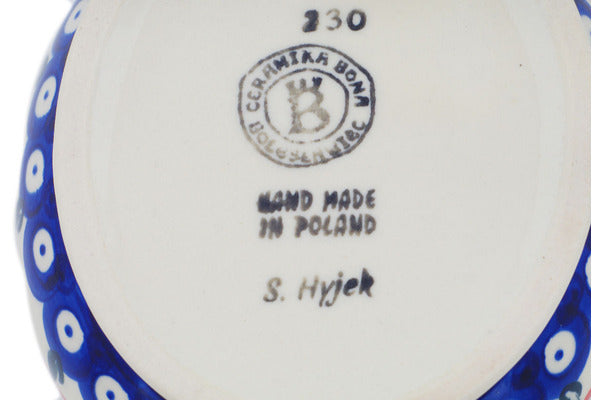 230
CERAMIKA BONA
B
BOLESŁAWIEC
HAND MADE
IN POLAND
S. Hyjek